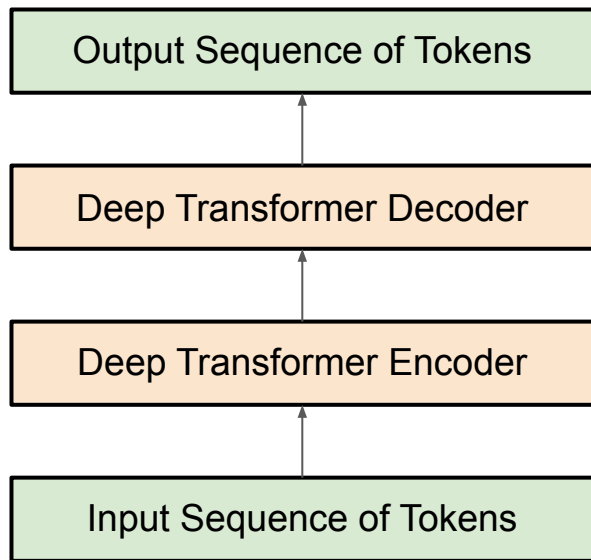 Output Sequence of Tokens
Deep Transformer Decoder
Deep Transformer Encoder
Input Sequence of Tokens